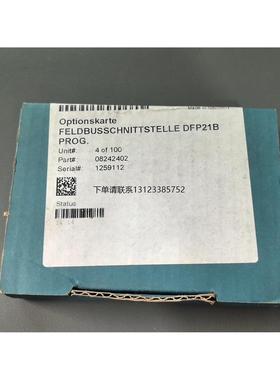 Optionskarte
FELDBUSSCHNITTSTELLE DFP21B
PROG.
Unit#. 4 of 100
Part#: 08242402
Serial#: 1259112
下单请联系13123385752
Status